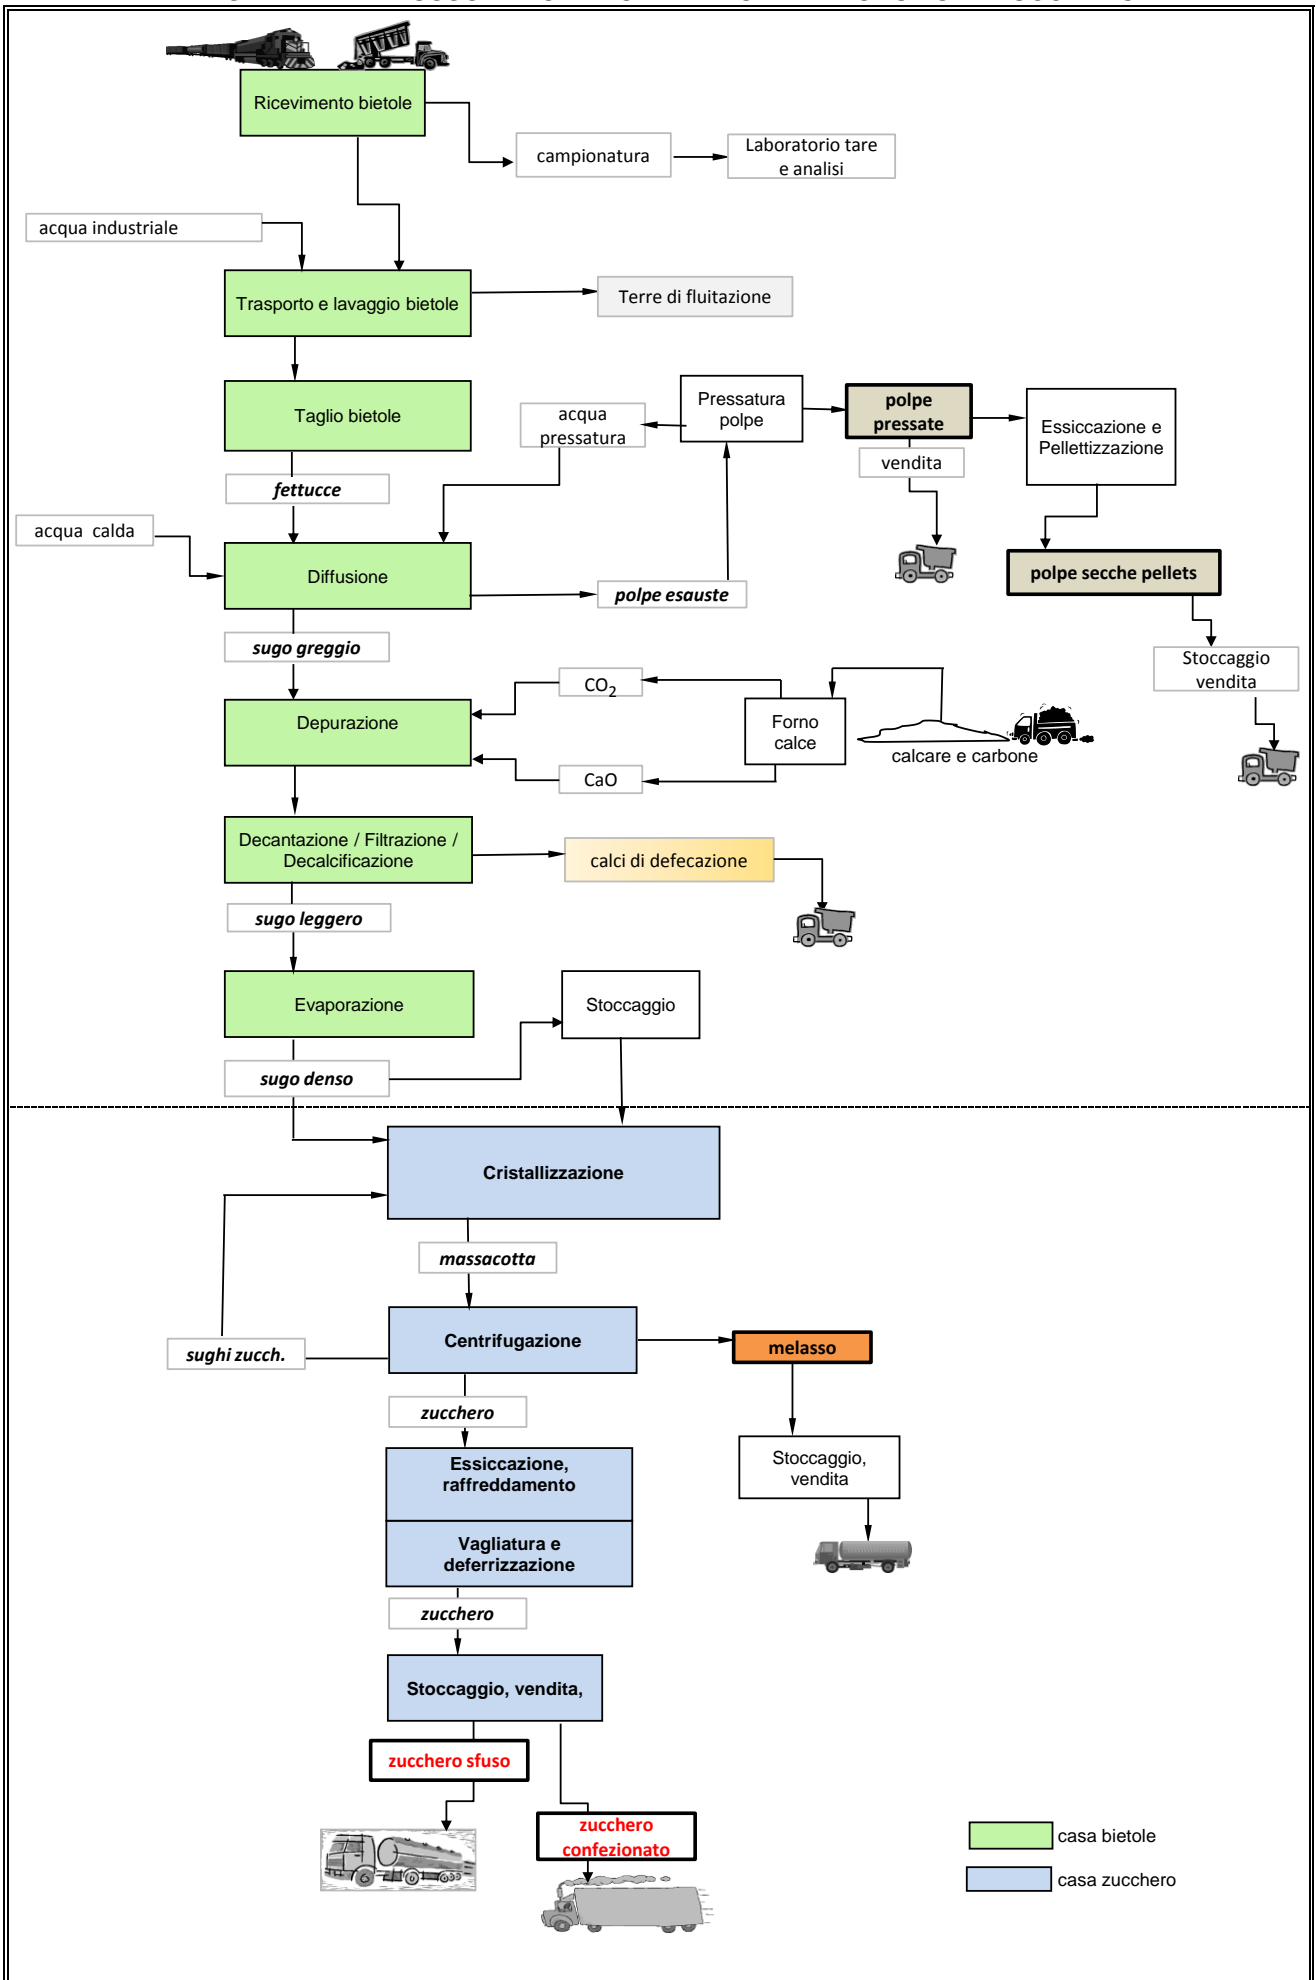 Ricevimento bietole
campionatura
Laboratorio tare
e analisi
acqua industriale
Trasporto e lavaggio bietole
Terre di fluitazione
Taglio bietole
acqua
pressatura
Pressatura
polpe
polpe
pressate
vendita
Essiccazione e
Pellettizzazione
fettucce
acqua calda
Diffusione
polpe esauste
polpe secche pellets
sugo greggio
Stoccaggio
vendita
CO2
Depurazione
Forno
calce
calcare e carbone
CaO
Decantazione / Filtrazione /
Decalcificazione
calci di defecazione
sugo leggero
Evaporazione
Stoccaggio
sugo denso
Cristallizzazione
massacotta
Centrifugazione
melasso
sughi zucch.
zucchero
Essiccazione,
raffreddamento
Stoccaggio,
vendita
Vagliatura e
deferrizzazione
zucchero
Stoccaggio, vendita,
zucchero sfuso
zucchero
confezionato
casa bietole
casa zucchero